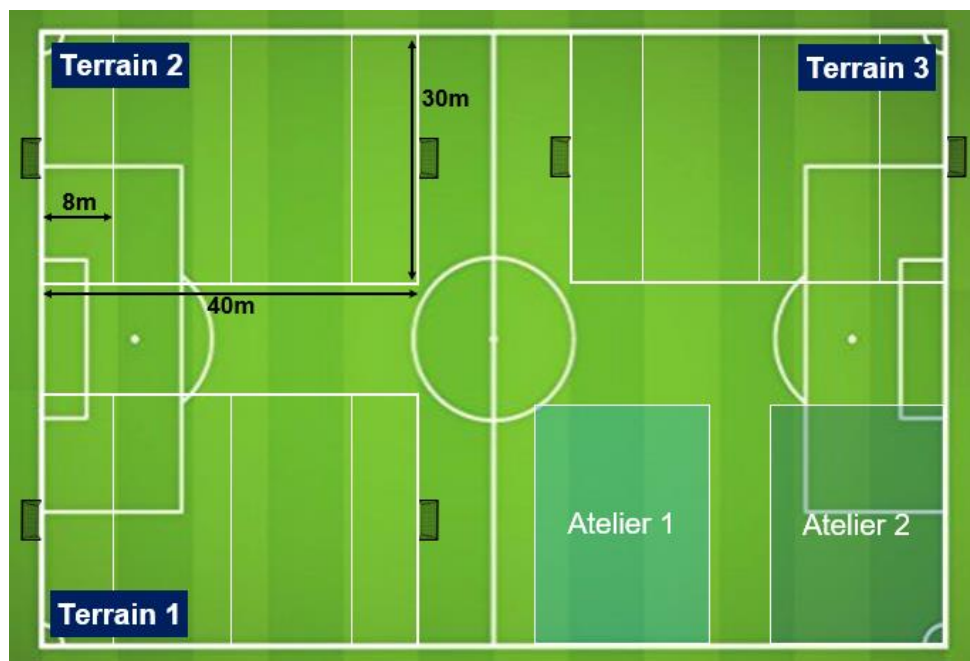 Terrain 2
Terrain 3
30m
8m
40m
Atelier 1
Atelier 2
Terrain 1